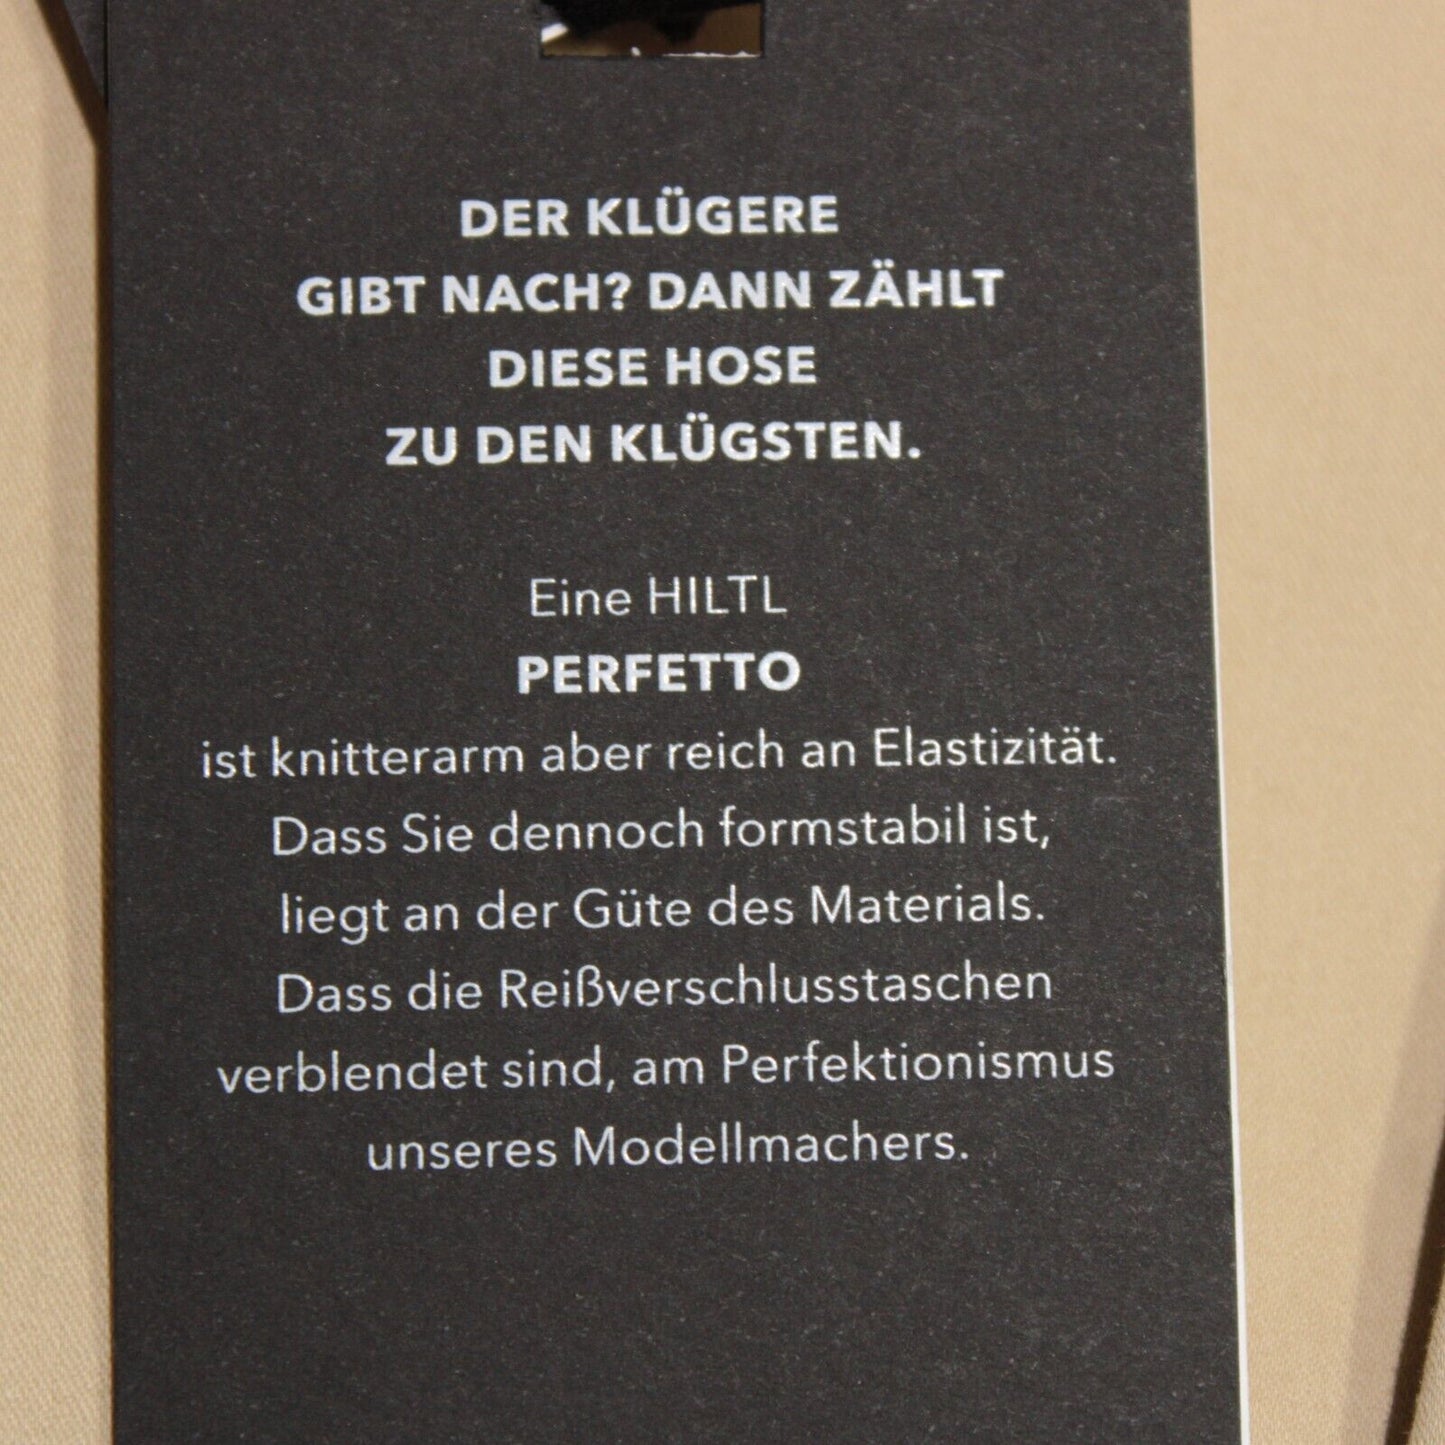 DER KLÜGERE
GIBT NACH? DANN ZÄHLT
DIESE HOSE
ZU DEN KLÜGSTEN.
Eine HILTL
PERFETTO
ist knitterarm aber reich an Elastizität.
Dass Sie dennoch formstabil ist,
liegt an der Güte des Materials.
Dass die Reißverschlusstaschen
verblendet sind, am Perfektionismus
unseres Modellmachers.